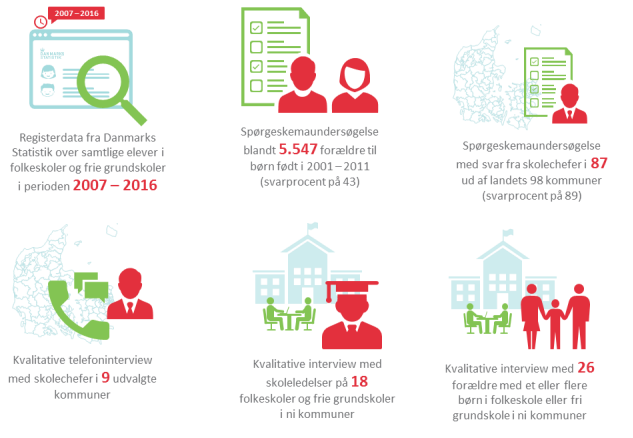 2007 – 2016
DANMARKS
STATISTIK
Registerdata fra Danmarks
Statistik over samtlige elever i
folkeskoler og frie grundskoler
i perioden 2007 – 2016
Spørgeskemaundersøgelse
blandt 5.547 forældre til
børn født i 2001 – 2011
(svarprocent på 43)
Spørgeskemaundersøgelse
med svar fra skolechefer i 87
ud af landets 98 kommuner
(svarprocent på 89)
Kvalitative telefoninterview
med skolechefer i 9 udvalgte
kommuner
Kvalitative interview med
skoleledelser på 18
folkeskoler og frie grundskoler
i ni kommuner
Kvalitative interview med 26
forældre med et eller flere
børn i folkeskole eller fri
grundskole i ni kommuner